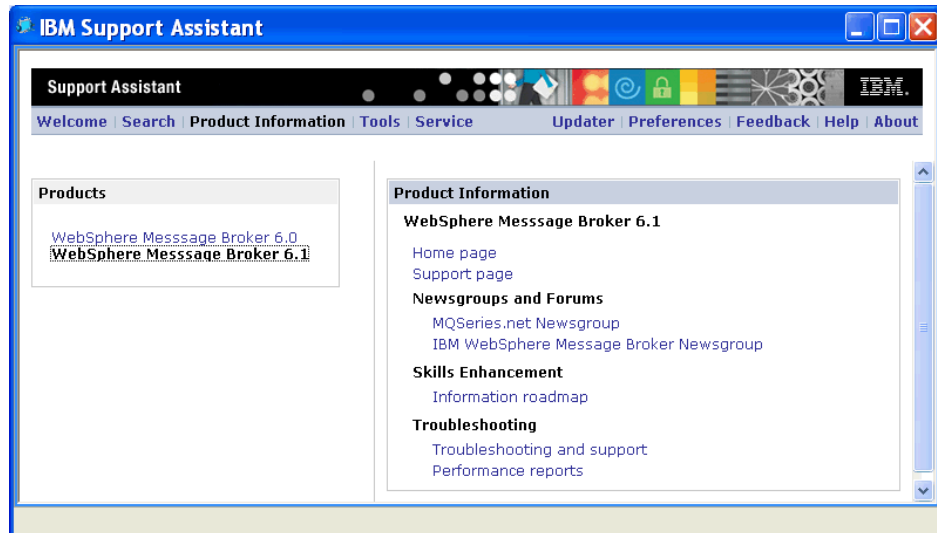 IBM Support Assistant
Support Assistant
IBM.
Welcome | Search | Product Information | Tools | Service Updater | Preferences | Feedback | Help | About
Products
WebSphere Messsage Broker 6.0
WebSphere Messsage Broker 6.1
Product Information
WebSphere Messsage Broker 6.1
Home page
Support page
Newsgroups and Forums
MQSeries.net Newsgroup
IBM WebSphere Message Broker Newsgroup
Skills Enhancement
Information roadmap
Troubleshooting
Troubleshooting and support
Performance reports